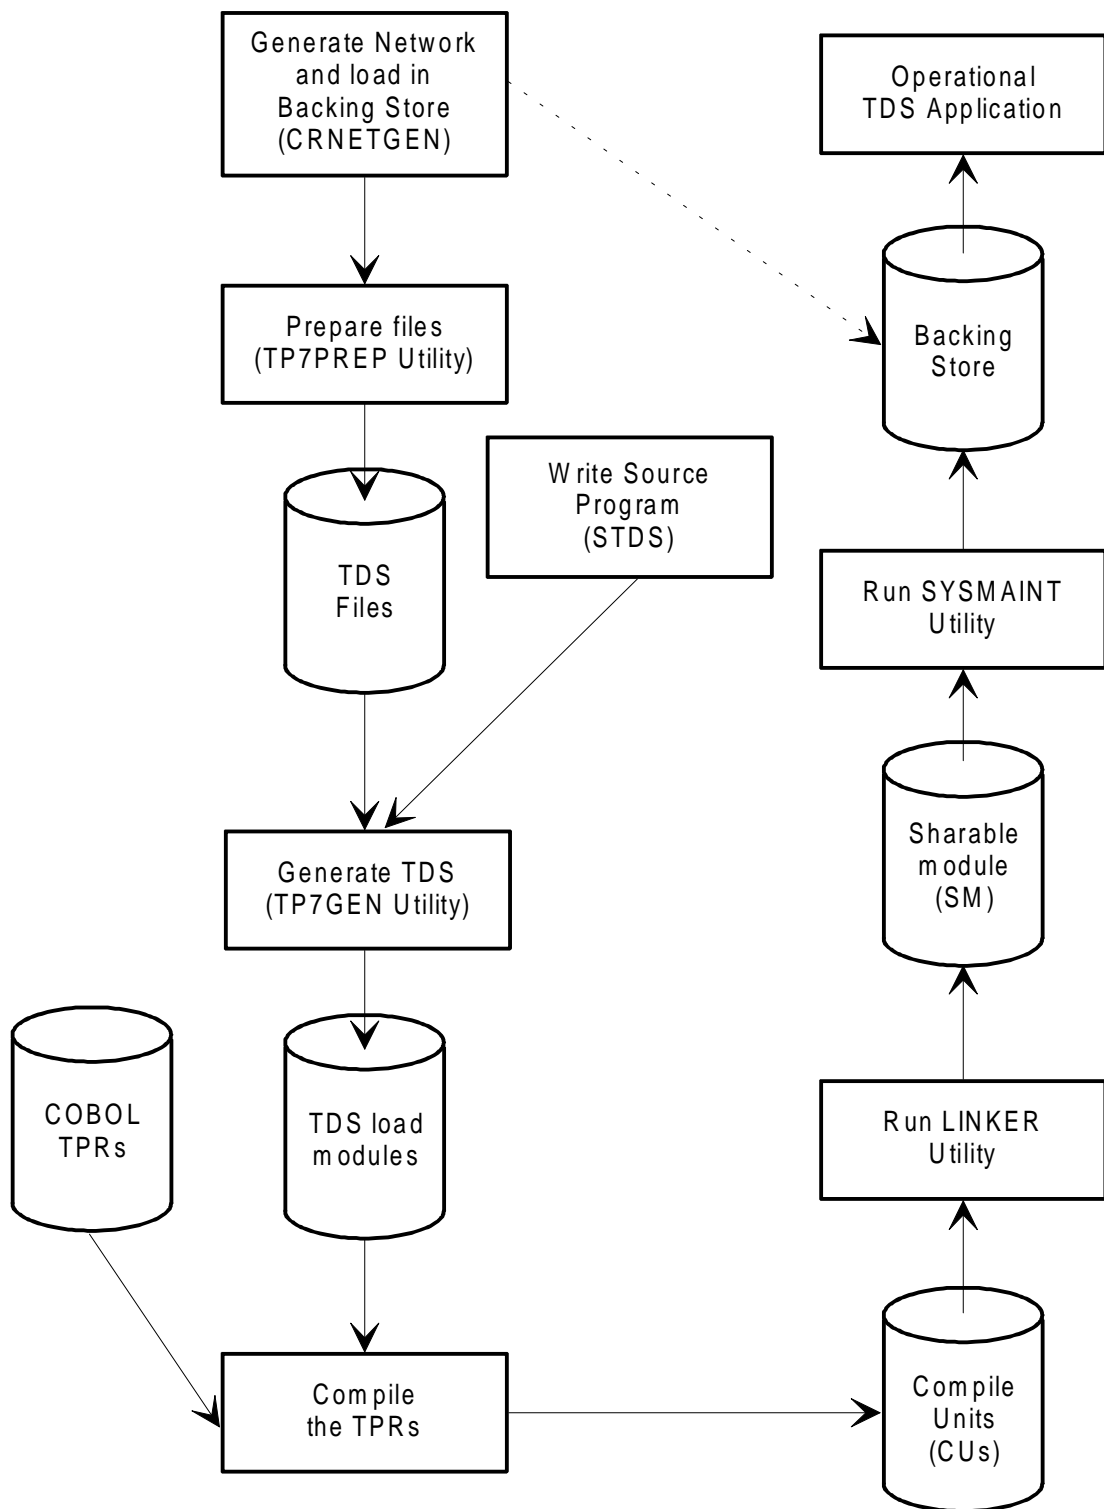 Generate Network
and load in
Backing Store
(CRNETGEN)
Operational
TDS Application
Prepare files
(TP7PREP Utility)
Backing
Store
Write Source
Program
(STDS)
TDS
Files
Run SYSMAINT
Utility
Generate TDS
(TP7GEN Utility)
Sharable
module
(SM)
COBOL
TPRs
TDS load
modules
Run LINKER
Utility
Compile
the TPRs
Compile
Units
(CUs)